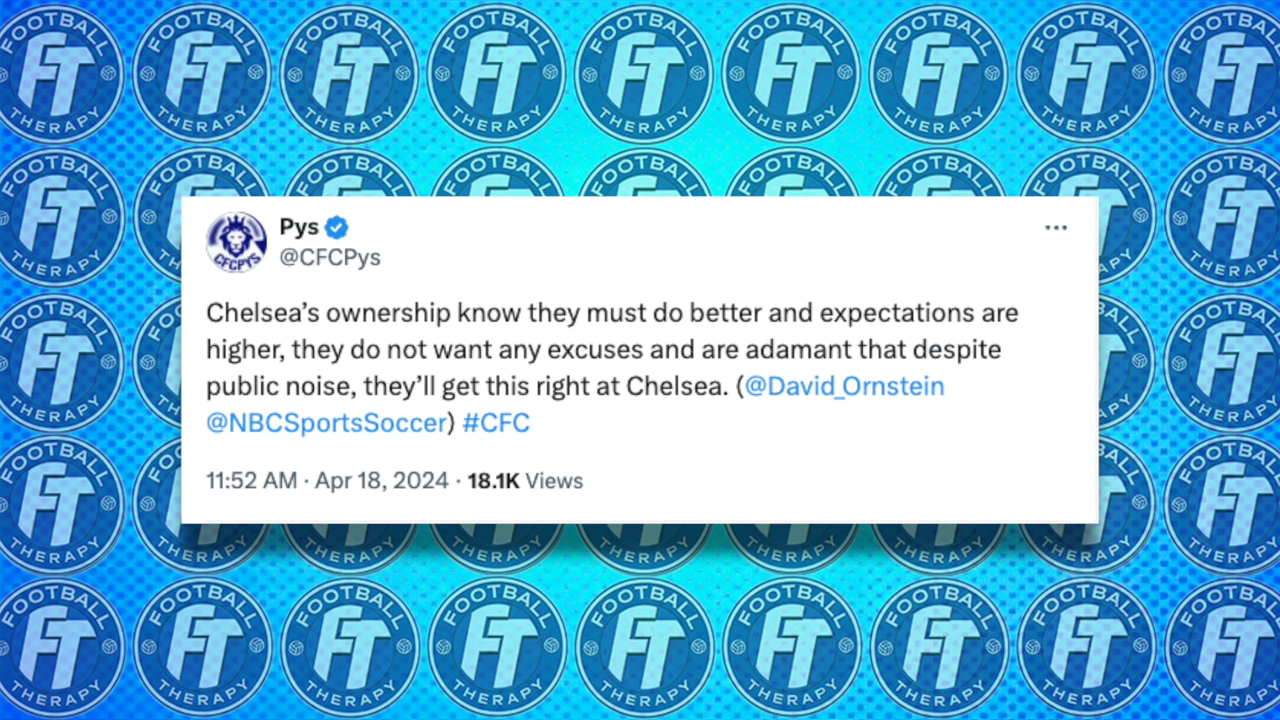 Pys
@CFCPys
Chelsea’s ownership know they must do better and expectations are
higher, they do not want any excuses and are adamant that despite
public noise, they’ll get this right at Chelsea. (@David_Ornstein
@NBCSportsSoccer) #CFC
11:52 AM · Apr 18, 2024 · 18.1K Views
CFCPYS
FOOTBALL
FT
THERAPY